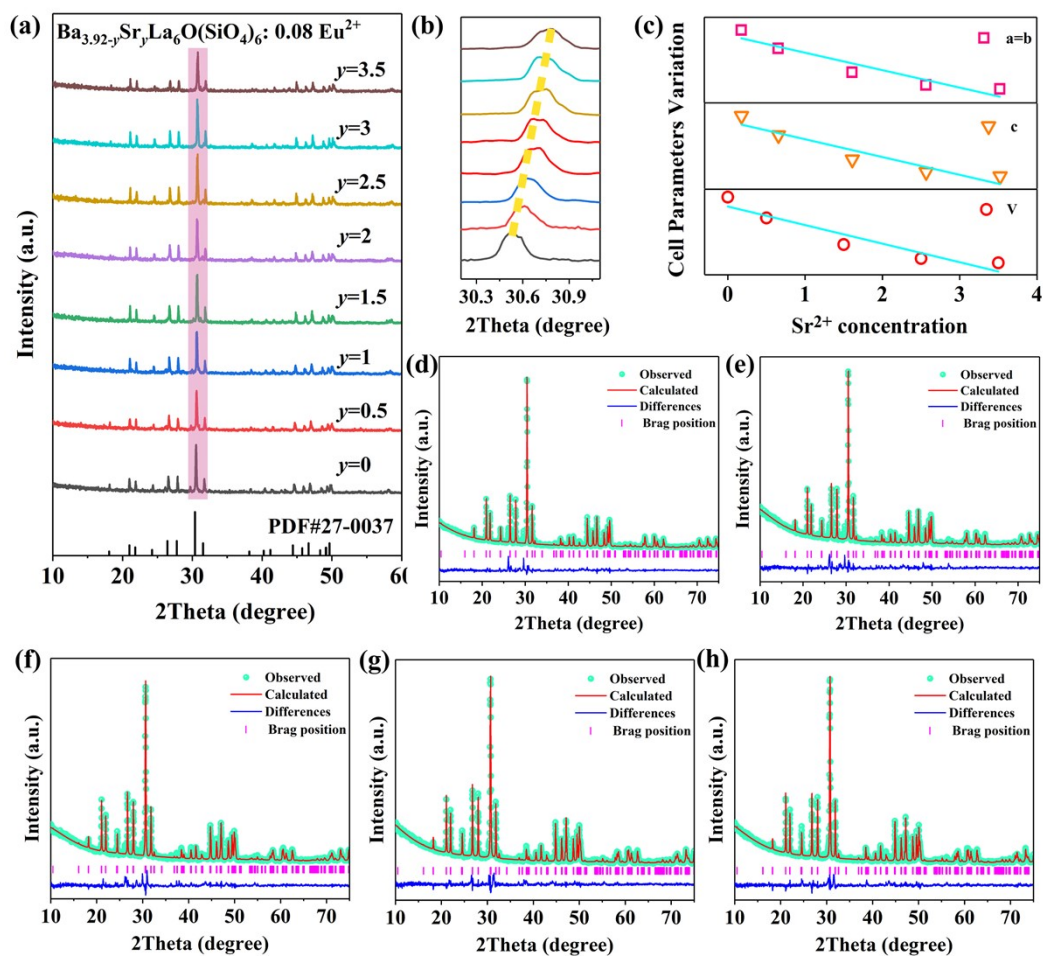 (a)
Ba₃.₉₂₋ySryLa₆O(SiO₄)₆: 0.08 Eu²⁺
y=3.5
y=3
y=2.5
y=2
y=1.5
y=1
y=0.5
y=0
PDF#27-0037
Intensity (a.u.)
10 20 30 40 50 60
2Theta (degree)
(b)
30.3 30.6 30.9
2Theta (degree)
(c)
Cell Parameters Variation
a=b
c
V
0 1 2 3 4
Sr²⁺ concentration
(d)
Observed
Calculated
Differences
Brag position
Intensity (a.u.)
10 20 30 40 50 60 70
2Theta (degree)
(e)
Observed
Calculated
Differences
Brag position
Intensity (a.u.)
10 20 30 40 50 60 70
2Theta (degree)
(f)
Observed
Calculated
Differences
Brag position
Intensity (a.u.)
10 20 30 40 50 60 70
2Theta (degree)
(g)
Observed
Calculated
Differences
Brag position
Intensity (a.u.)
10 20 30 40 50 60 70
2Theta (degree)
(h)
Observed
Calculated
Differences
Brag position
Intensity (a.u.)
10 20 30 40 50 60 70
2Theta (degree)